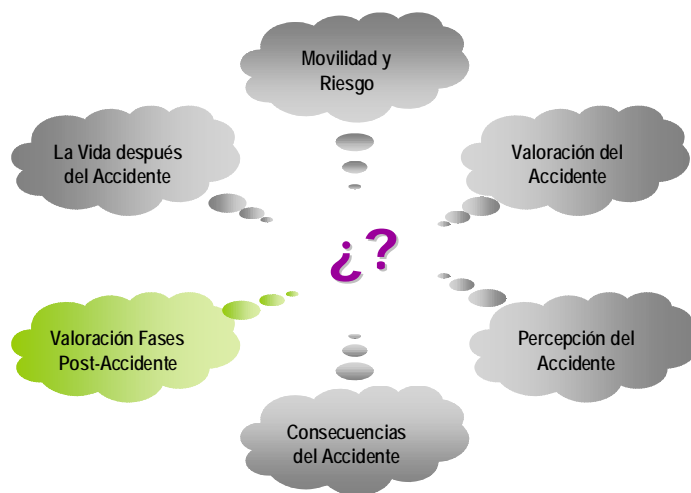 Movilidad y
Riesgo
La Vida después
del Accidente
Valoración del
Accidente
¿?
Valoración Fases
Post-Accidente
Percepción del
Accidente
Consecuencias
del Accidente